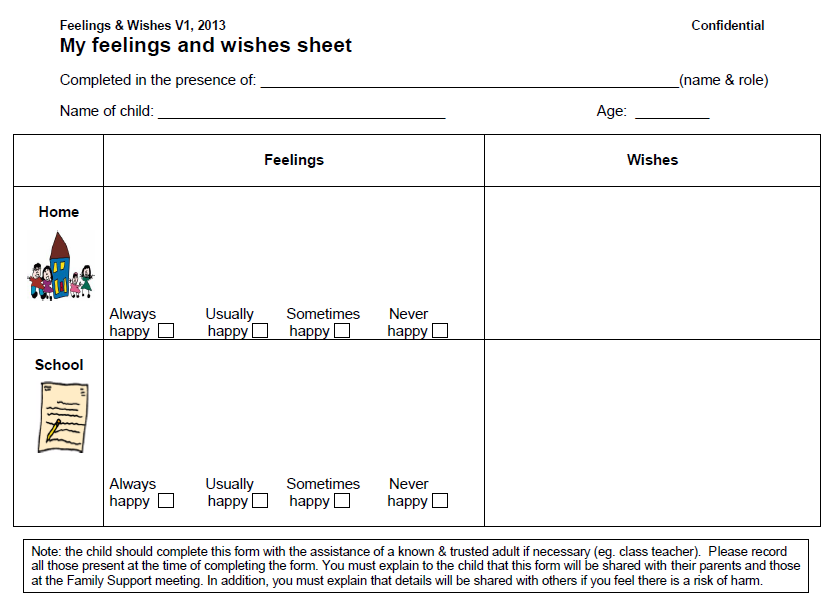 Feelings & Wishes V1, 2013 Confidential
My feelings and wishes sheet
Completed in the presence of: ___________________________________________________(name & role)
Name of child: ___________________________________ Age: _________
Feelings Wishes
Home
Always Usually Sometimes Never
happy happy happy happy
School
Always Usually Sometimes Never
happy happy happy happy
Note: the child should complete this form with the assistance of a known & trusted adult if necessary (eg. class teacher). Please record
all those present at the time of completing the form. You must explain to the child that this form will be shared with their parents and those
at the Family Support meeting. In addition, you must explain that details will be shared with others if you feel there is a risk of harm.